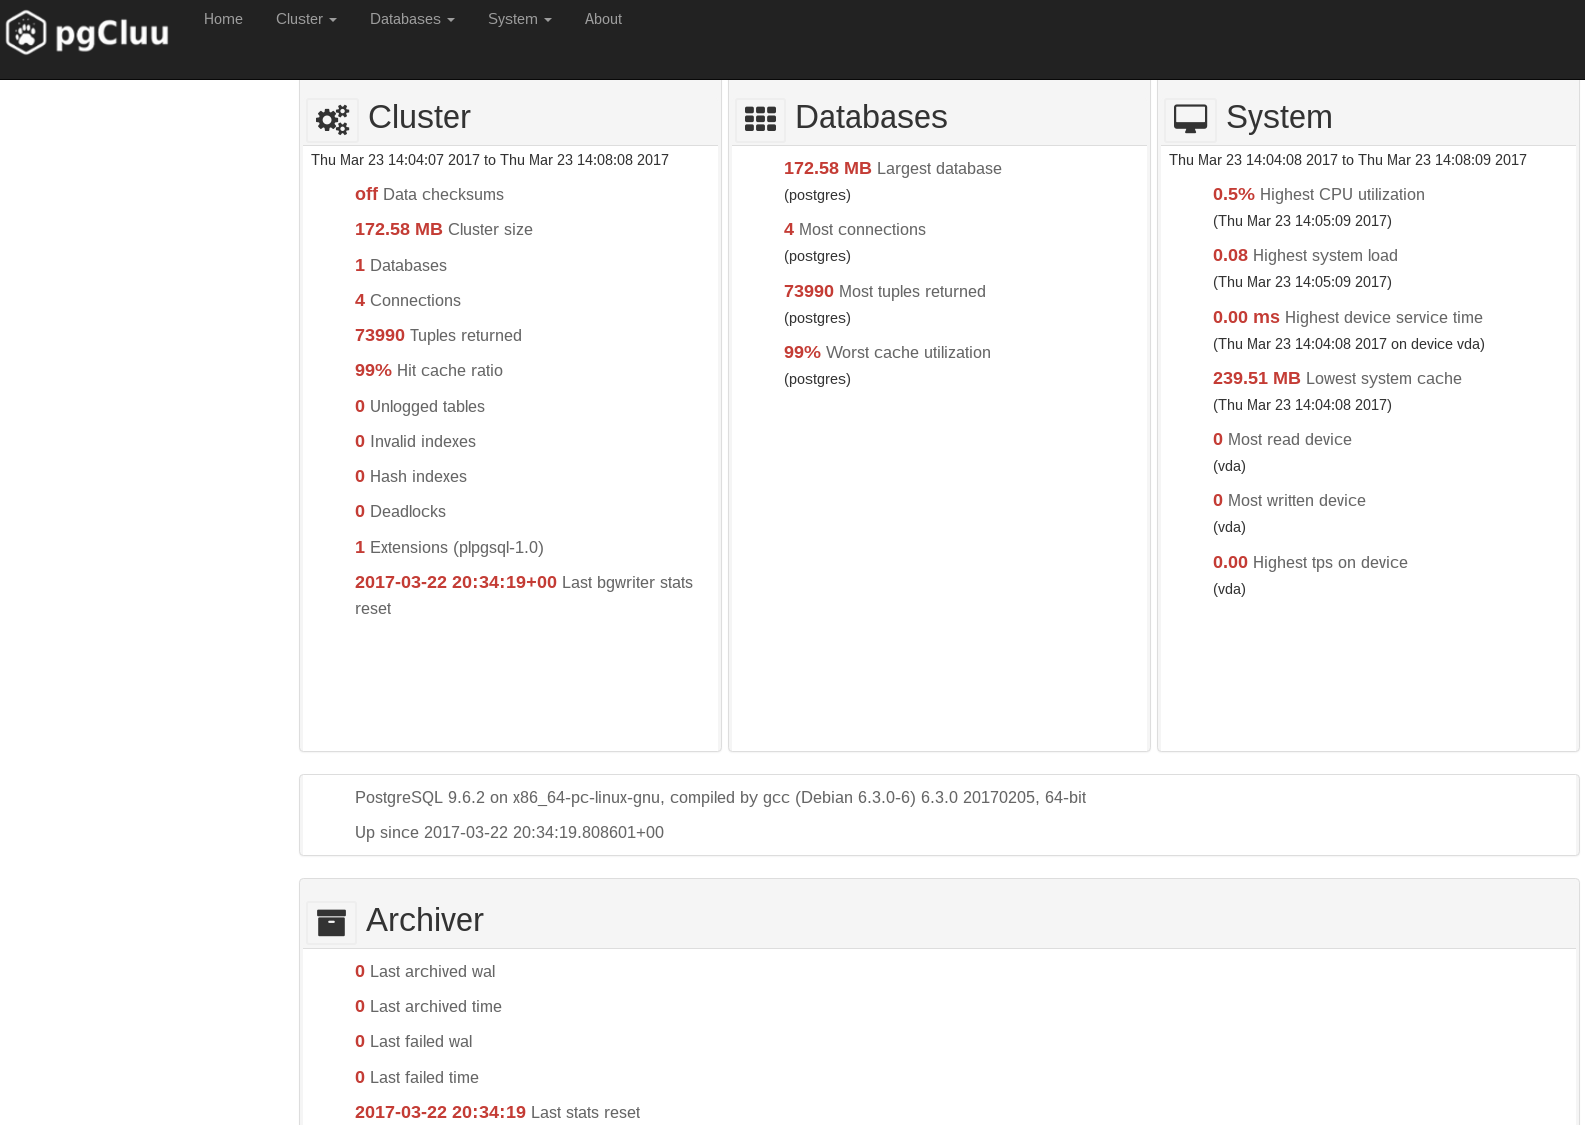 pgCluu
Home Cluster Databases System About
Cluster
Thu Mar 23 14:04:07 2017 to Thu Mar 23 14:08:08 2017
off Data checksums
172.58 MB Cluster size
1 Databases
4 Connections
73990 Tuples returned
99% Hit cache ratio
0 Unlogged tables
0 Invalid indexes
0 Hash indexes
0 Deadlocks
1 Extensions (plpgsql-1.0)
2017-03-22 20:34:19+00 Last bgwriter stats
reset
Databases
172.58 MB Largest database
(postgres)
4 Most connections
(postgres)
73990 Most tuples returned
(postgres)
99% Worst cache utilization
(postgres)
System
Thu Mar 23 14:04:08 2017 to Thu Mar 23 14:08:09 2017
0.5% Highest CPU utilization
(Thu Mar 23 14:05:09 2017)
0.08 Highest system load
(Thu Mar 23 14:05:09 2017)
0.00 ms Highest device service time
(Thu Mar 23 14:04:08 2017 on device vda)
239.51 MB Lowest system cache
(Thu Mar 23 14:04:08 2017)
0 Most read device
(vda)
0 Most written device
(vda)
0.00 Highest tps on device
(vda)
PostgreSQL 9.6.2 on x86_64-pc-linux-gnu, compiled by gcc (Debian 6.3.0-6) 6.3.0 20170205, 64-bit
Up since 2017-03-22 20:34:19.808601+00
Archiver
0 Last archived wal
0 Last archived time
0 Last failed wal
0 Last failed time
2017-03-22 20:34:19 Last stats reset